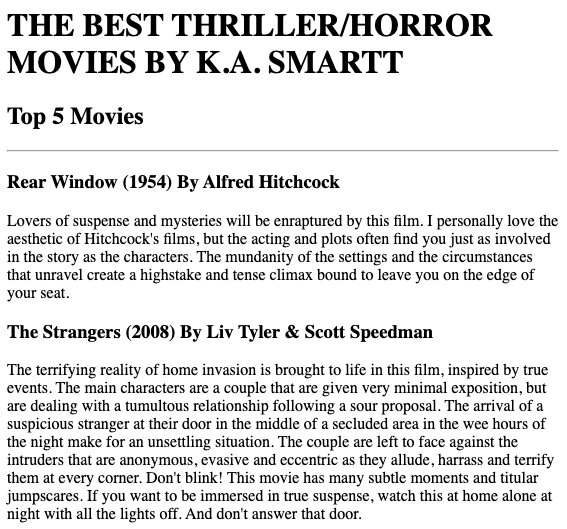 THE BEST THRILLER/HORROR
MOVIES BY K.A. SMARTT
Top 5 Movies
Rear Window (1954) By Alfred Hitchcock
Lovers of suspense and mysteries will be enraptured by this film. I personally love the
aesthetic of Hitchcock's films, but the acting and plots often find you just as involved
in the story as the characters. The mundanity of the settings and the circumstances
that unravel create a highstake and tense climax bound to leave you on the edge of
your seat.
The Strangers (2008) By Liv Tyler & Scott Speedman
The terrifying reality of home invasion is brought to life in this film, inspired by true
events. The main characters are a couple that are given very minimal exposition, but
are dealing with a tumultous relationship following a sour proposal. The arrival of a
suspicious stranger at their door in the middle of a secluded area in the wee hours of
the night make for an unsettling situation. The couple are left to face against the
intruders that are anonymous, evasive and eccentric as they allude, harrass and terrify
them at every corner. Don't blink! This movie has many subtle moments and titular
jumpscares. If you want to be immersed in true suspense, watch this at home alone at
night with all the lights off. And don't answer that door.